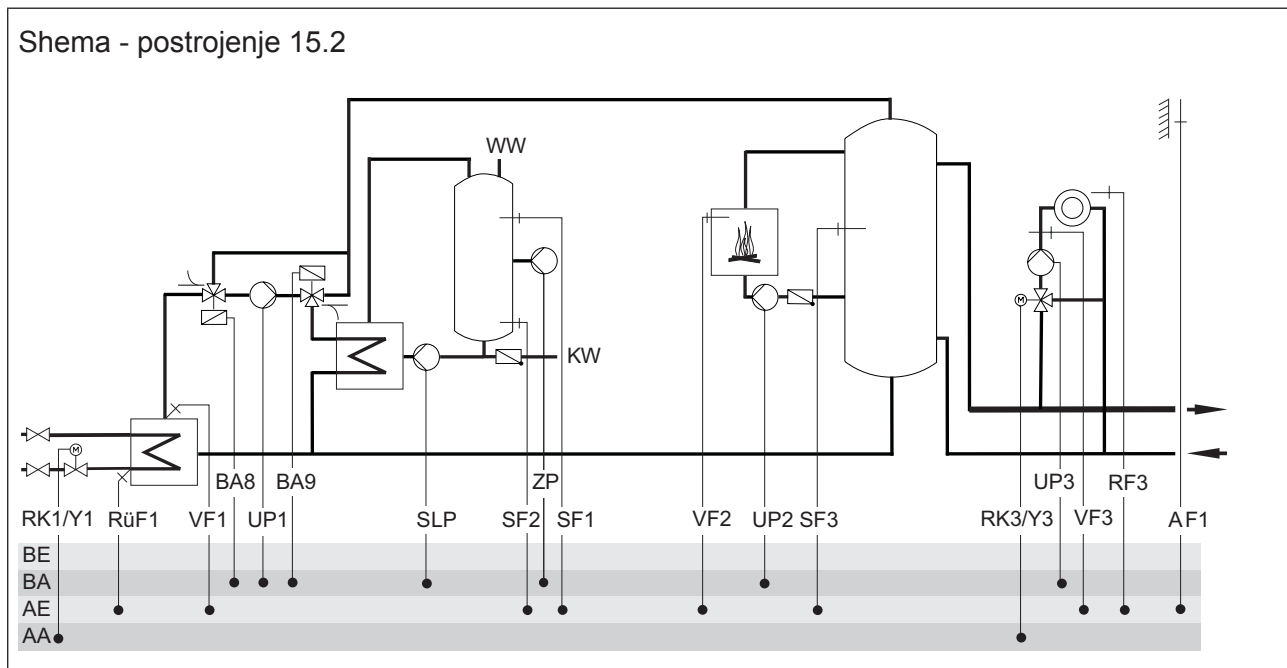 Shema - postrojenje 15.2
WW
KW
M
M
BA8 BA9 ZP UP3 RF3
RK1/Y1 RüF1 VF1 UP1 SLP SF2 SF1 VF2 UP2 SF3 RK3/Y3 VF3 AF1
BE
BA
AE
AA